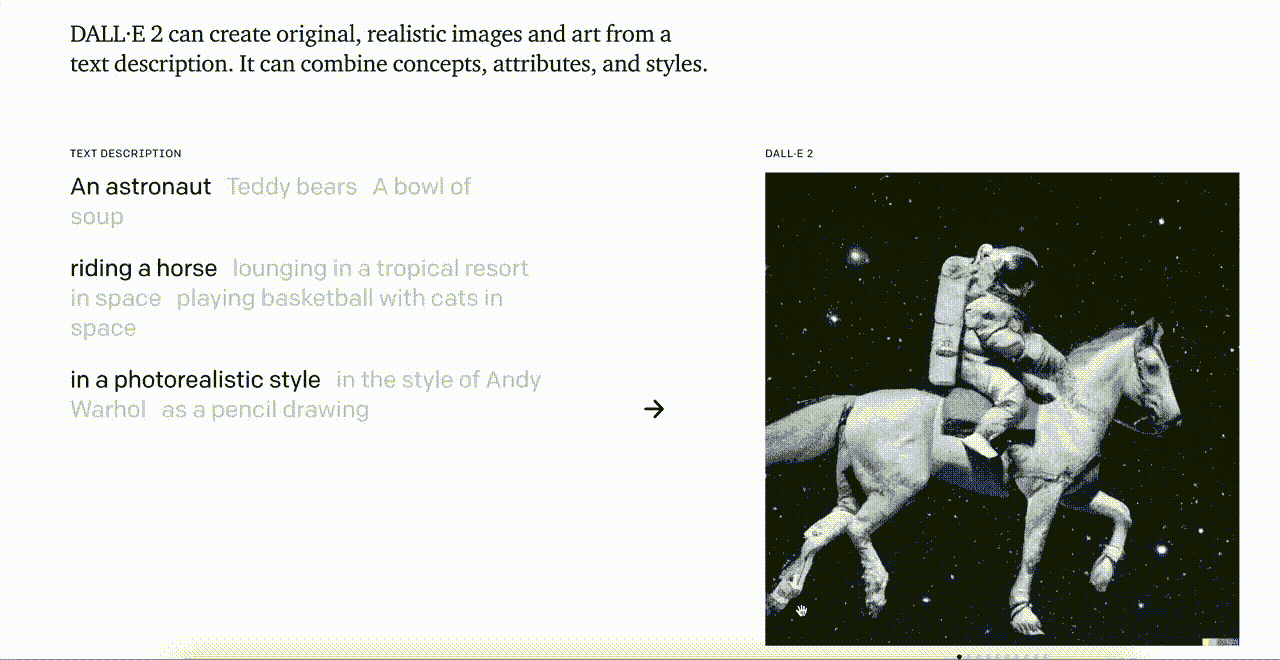 DALL·E 2 can create original, realistic images and art from a
text description. It can combine concepts, attributes, and styles.
TEXT DESCRIPTION
An astronaut Teddy bears A bowl of
soup
riding a horse lounging in a tropical resort
in space playing basketball with cats in
space
in a photorealistic style in the style of Andy
Warhol as a pencil drawing
DALL·E 2